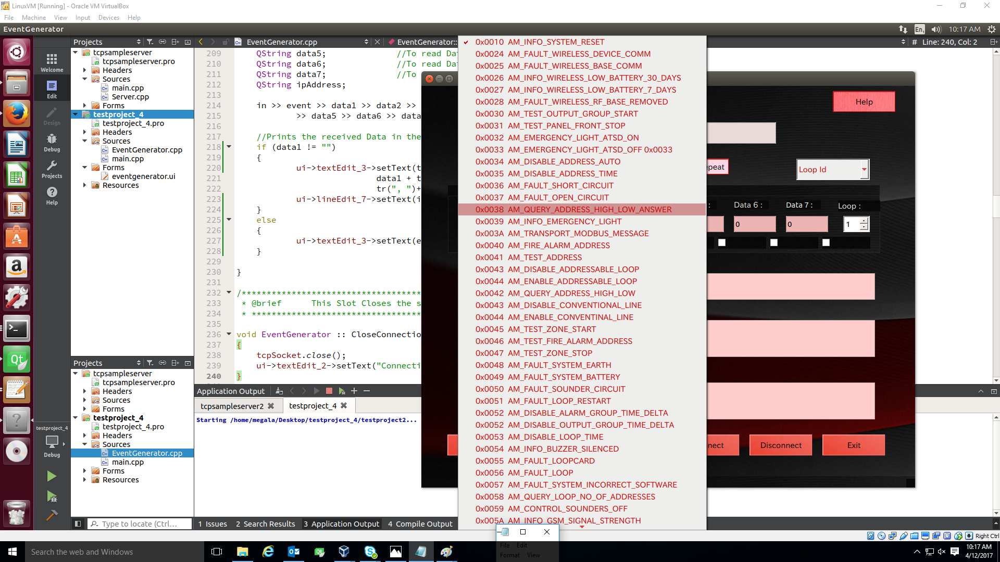 LinuxVM [Running] - Oracle VM VirtualBox
File Machine View Input Devices Help
EventGenerator
En1
10:17 AM
Projects
EventGenerator.cpp
EventGenerator::
# Line: 240, Col: 2
Welcome
Edit
Design
Debug
Projects
Help
testproject_4
Debug
tcpsampleserver
tcpsampleserver.pro
Headers
Sources
main.cpp
Server.cpp
Forms
testproject_4
testproject_4.pro
Headers
Sources
EventGenerator.cpp
main.cpp
Forms
eventgenerator.ui
Resources
Projects
tcpsampleserver
tcpsampleserver.pro
Headers
Sources
Forms
testproject_4
testproject_4.pro
Headers
Sources
EventGenerator.cpp
main.cpp
Forms
Resources
209 QString data5; //To read Dat
210 QString data6; //To read Dat
211 QString data7; //To
212 QString ipAddress;
213
214 in >> event >> data1 >> data2 >>
215 >> data5 >> data6 >> data
216
217 //Prints the received Data in the
218 if (data1 != "")
219 {
220 ui->textEdit_3->setText(t
221 data1 + t
222 tr(", ")+
223 ui->lineEdit_7->setText(i
224 }
225 else
226 {
227 ui->textEdit_3->setText(e
228 }
229
230 }
231
232 /*************************************
233 * @brief This Slot Closes the s
234 * ***********************************
235
236 void EventGenerator :: CloseConnectio
237 {
238 tcpSocket.close();
239 ui->textEdit_2->setText("Connecti
240 }
Application Output
tcpsampleserver2
testproject_4
Starting /home/megala/Desktop/testproject_4/testproject2...
Type to locate (Ctrl...
1 Issues 2 Search Results 3 Application Output 4 Compile Output
0x0010 AM_INFO_SYSTEM_RESET
0x0024 AM_FAULT_WIRELESS_DEVICE_COMM
0x0025 AM_FAULT_WIRELESS_BASE_COMM
0x0026 AM_INFO_WIRELESS_LOW_BATTERY_30_DAYS
0x0027 AM_INFO_WIRELESS_LOW_BATTERY_7_DAYS
0x0028 AM_FAULT_WIRELESS_RF_BASE_REMOVED
0x0030 AM_TEST_OUTPUT_GROUP_START
0x0031 AM_TEST_PANEL_FRONT_STOP
0x0032 AM_EMERGENCY_LIGHT_ATSD_ON
0x0033 AM_EMERGENCY_LIGHT_ATSD_OFF 0x0033
0x0034 AM_DISABLE_ADDRESS_AUTO
0x0035 AM_DISABLE_ADDRESS_TIME
0x0036 AM_FAULT_SHORT_CIRCUIT
0x0037 AM_FAULT_OPEN_CIRCUIT
0x0038 AM_QUERY_ADDRESS_HIGH_LOW_ANSWER
0x0039 AM_INFO_EMERGENCY_LIGHT
0x003A AM_TRANSPORT_MODBUS_MESSAGE
0x0040 AM_FIRE_ALARM_ADDRESS
0x0041 AM_TEST_ADDRESS
0x0043 AM_DISABLE_ADDRESSABLE_LOOP
0x0044 AM_ENABLE_ADDRESSABLE_LOOP
0x0042 AM_QUERY_ADDRESS_HIGH_LOW
0x0043 AM_DISABLE_CONVENTIONAL_LINE
0x0044 AM_ENABLE_CONVENTINAL_LINE
0x0045 AM_TEST_ZONE_START
0x0046 AM_TEST_FIRE_ALARM_ADDRESS
0x0047 AM_TEST_ZONE_STOP
0x0048 AM_FAULT_SYSTEM_EARTH
0x0049 AM_FAULT_SYSTEM_BATTERY
0x0050 AM_FAULT_SOUNDER_CIRCUIT
0x0051 AM_FAULT_LOOP_RESTART
0x0052 AM_DISABLE_ALARM_GROUP_TIME_DELTA
0x0052 AM_DISABLE_OUTPUT_GROUP_TIME_DELTA
0x0053 AM_DISABLE_LOOP_TIME
0x0054 AM_INFO_BUZZER_SILENCED
0x0055 AM_FAULT_LOOPCARD
0x0056 AM_FAULT_LOOP
0x0057 AM_FAULT_SYSTEM_INCORRECT_SOFTWARE
0x0058 AM_QUERY_LOOP_NO_OF_ADDRESSES
0x0059 AM_CONTROL_SOUNDERS_OFF
0x005A AM_INFO_GSM_SIGNAL_STRENGTH
Help
peat
Loop Id
: Data 6 : Data 7 : Loop :
0 0 1
nect
Disconnect
Exit
File Edit
Format View
Right Ctrl
Search the web and Windows
10:17 AM
4/12/2017